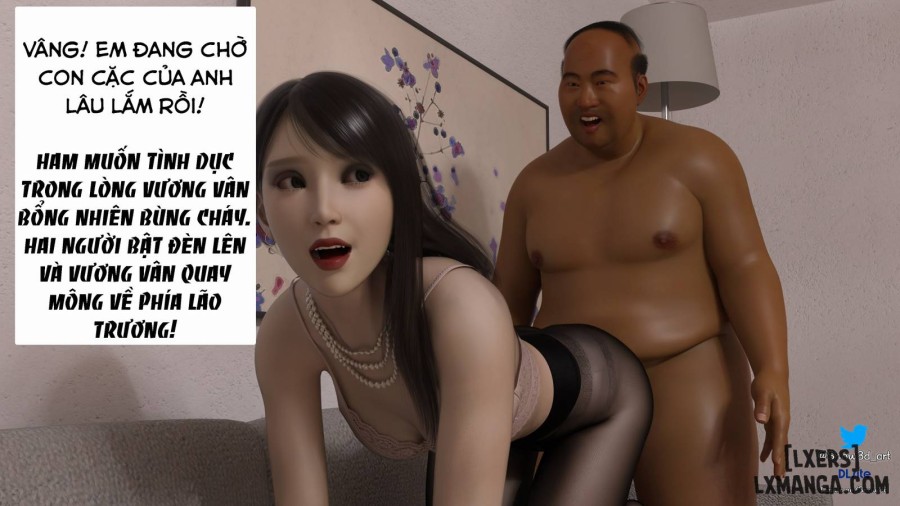 VÂNG! EM ĐANG CHỜ
CON CẶC CỦA ANH
LÂU LẮM RỒI!
HAM MUỐN TÌNH DỤC
TRONG LÒNG VƯƠNG VÂN
BỖNG NHIÊN BÙNG CHÁY.
HAI NGƯỜI BẬT ĐÈN LÊN
VÀ VƯƠNG VÂN QUAY
MÔNG VỀ PHÍA LÃO
TRƯƠNG!
[LXERS]
LXMANGA.COM